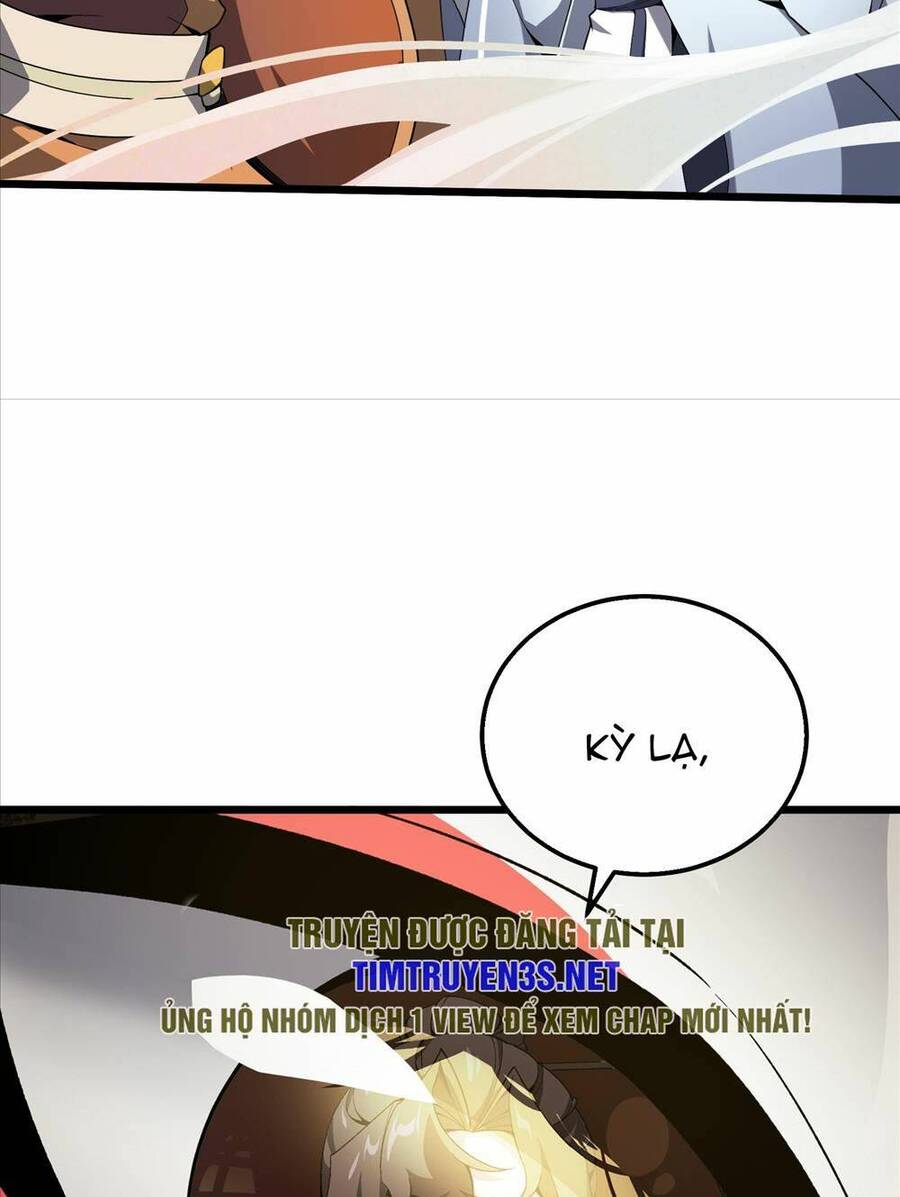 KỲ LẠ,
TRUYỆN ĐƯỢC ĐĂNG TẢI TẠI
TIMTRUYEN3S.NET
ỦNG HỘ NHÓM DỊCH 1 VIEW ĐỂ XEM CHAP MỚI NHẤT!